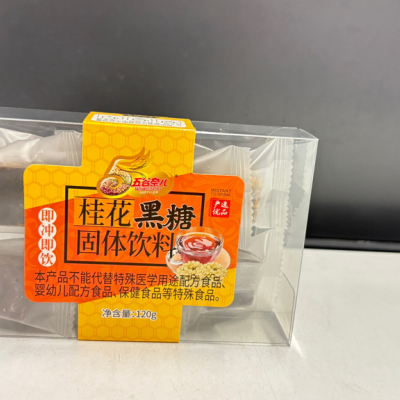 五谷奈儿
桂花黑糖
固体饮料
即冲即饮
严选
优品
本产品不能代替特殊医学用途配方食品、
婴幼儿配方食品、保健食品等特殊食品。
净含量:120g